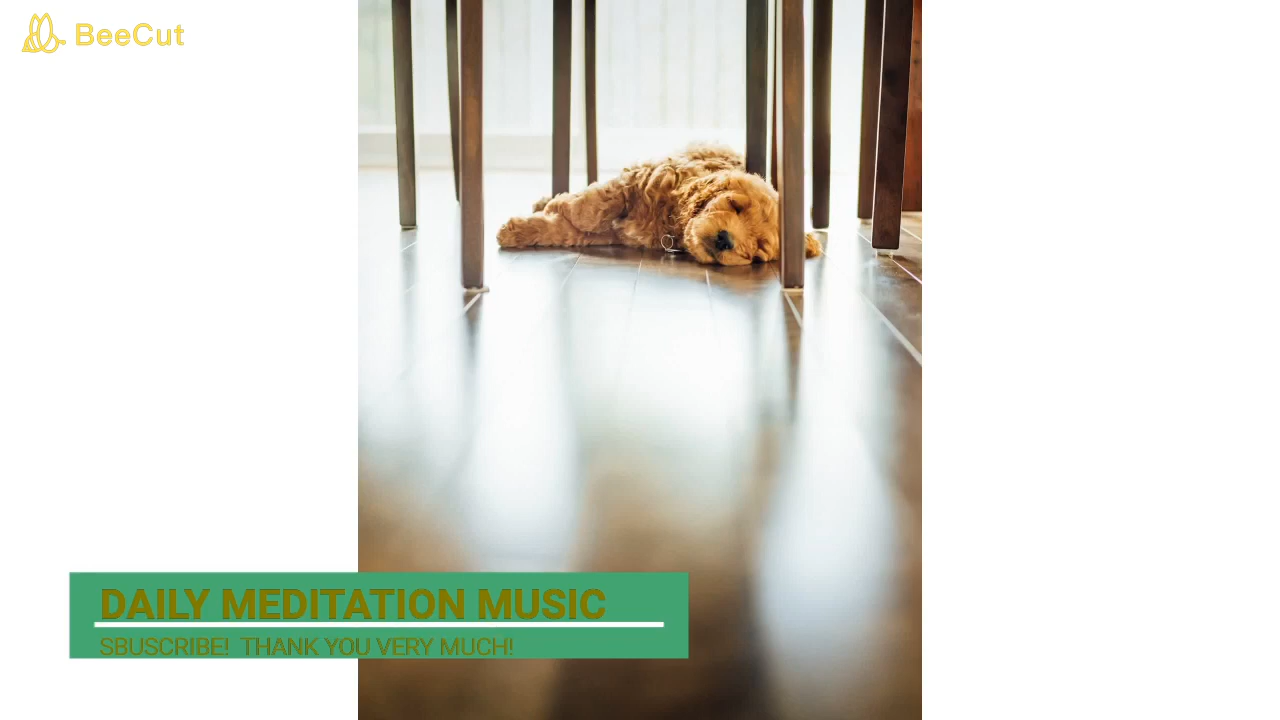 BeeCut
DAILY MEDITATION MUSIC
SBUSCRIBE! THANK YOU VERY MUCH!